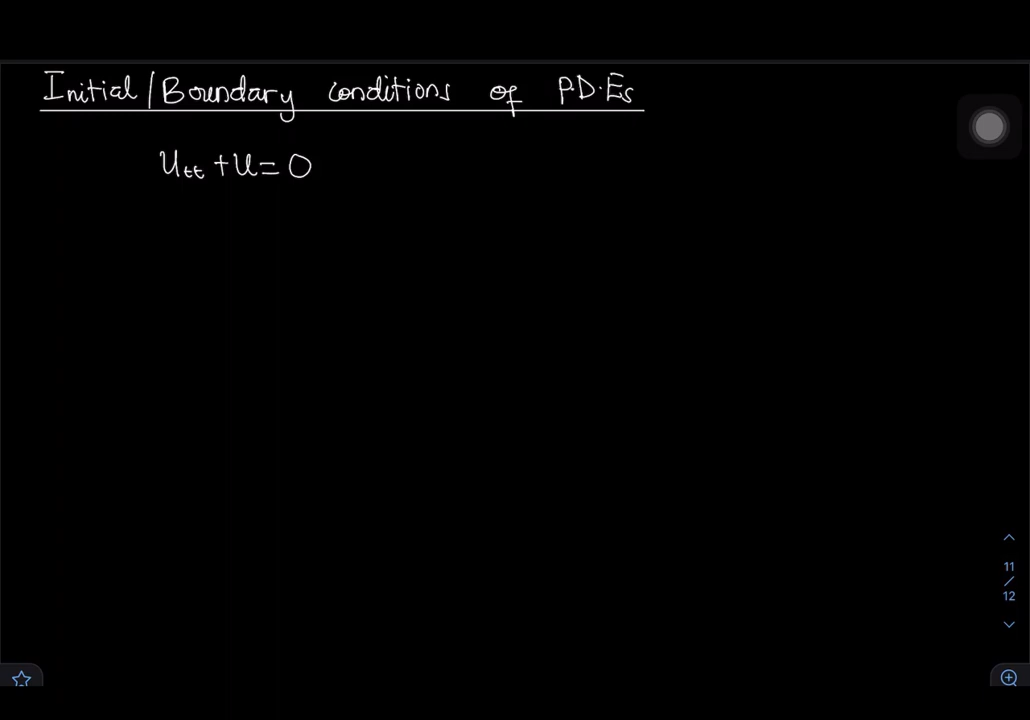 Initial/Boundary conditions of P.D.Es
Utt + U = 0
11
/
12